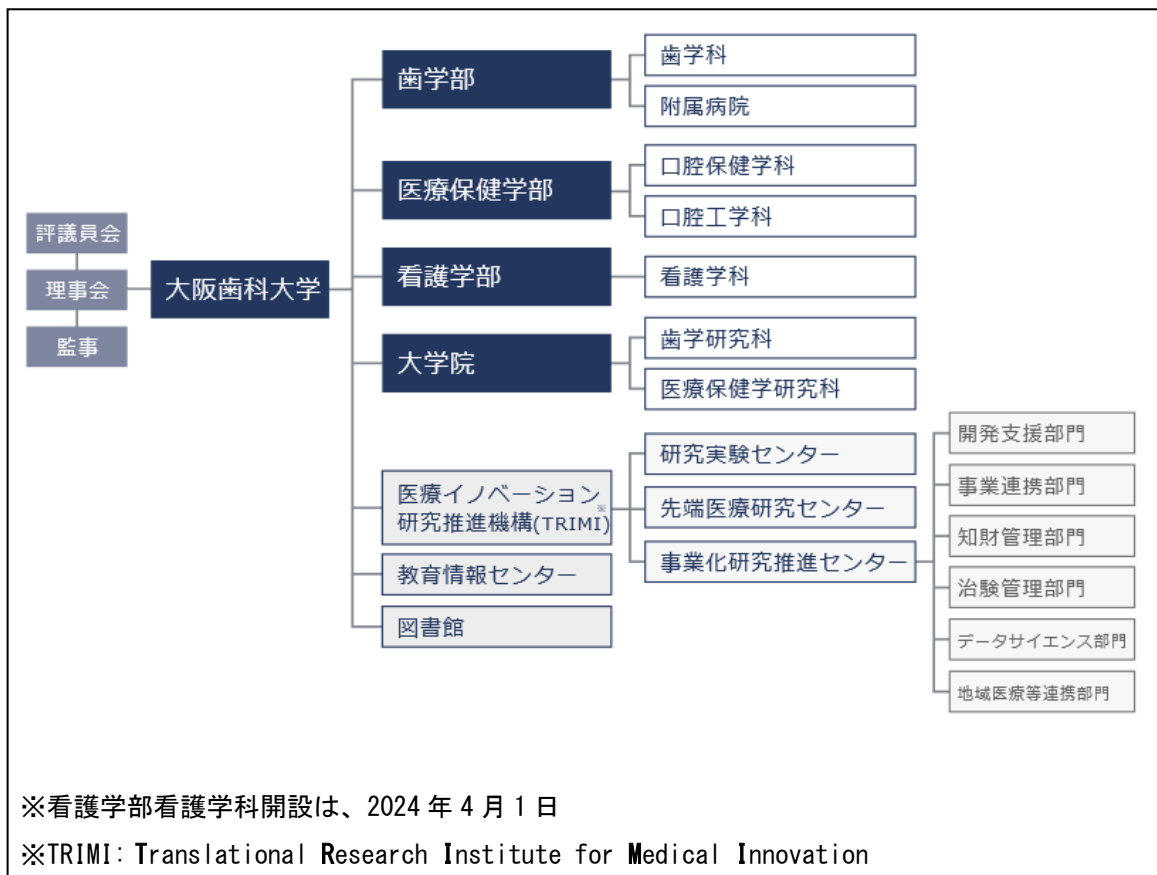 評議員会
理事会
監事
大阪歯科大学
歯学部
歯学科
附属病院
医療保健学部
口腔保健学科
口腔工学科
看護学部
看護学科
大学院
歯学研究科
医療保健学研究科
医療イノベーション※
研究推進機構(TRIMI)
研究実験センター
先端医療研究センター
事業化研究推進センター
開発支援部門
事業連携部門
知財管理部門
治験管理部門
データサイエンス部門
地域医療等連携部門
教育情報センター
図書館
※看護学部看護学科開設は、2024年4月1日
※TRIMI: Translational Research Institute for Medical Innovation